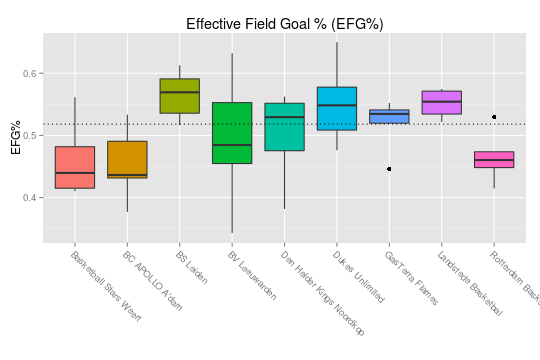 Effective Field Goal % (EFG%)
EFG%
0.6
0.5
0.4
Basketball Stars Weert
BC APOLLO A'dam
BS Leiden
BV Leeuwarden
Den Helder Kings Noordkop
Dukes Unlimited
GasTerra Flames
Landstede Basketbal
Rotterdam Bask